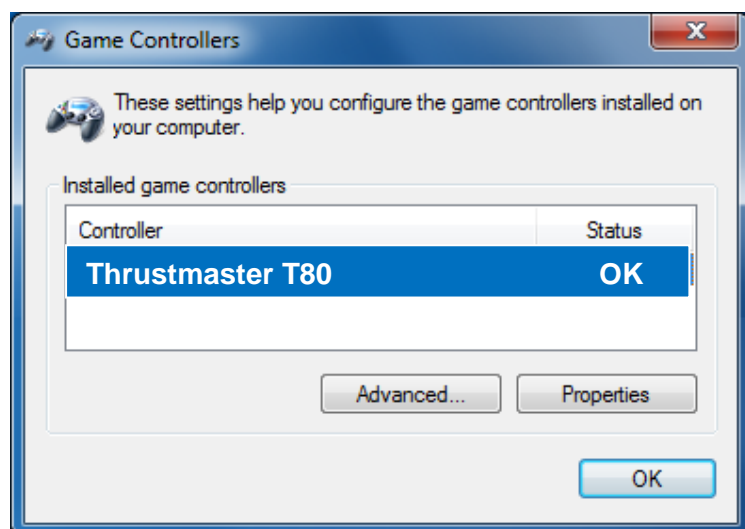 Game Controllers
These settings help you configure the game controllers installed on
your computer.
Installed game controllers
Controller Status
Thrustmaster T80 OK
Advanced... Properties
OK